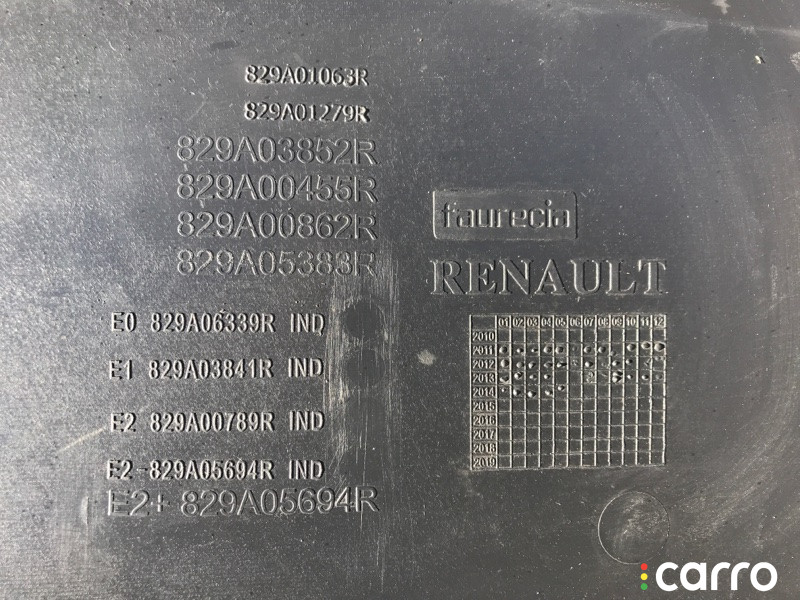 829A01063R
829A01279R
829A03852R
829A00455R
829A00862R
829A05383R
faurecia
RENAULT
E0 829A06339R IND
E1 829A03841R IND
E2 829A00789R IND
E2-829A05694R IND
E2+829A05694R
01 02 03 04 05 06 07 08 09 10 11 12
2010
2011
2012
2013
2014
2015
2016
2017
2018
2019
carro